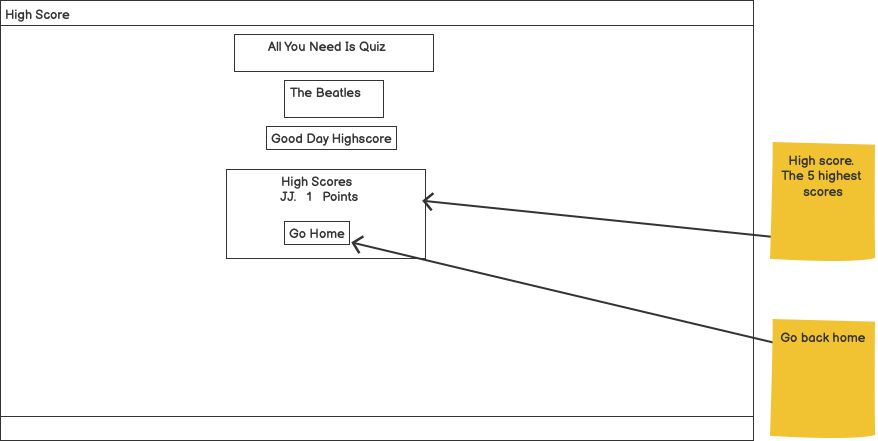 High Score
All You Need Is Quiz
The Beatles
Good Day Highscore
High Scores
JJ. 1 Points
Go Home
High score.
The 5 highest
scores
Go back home